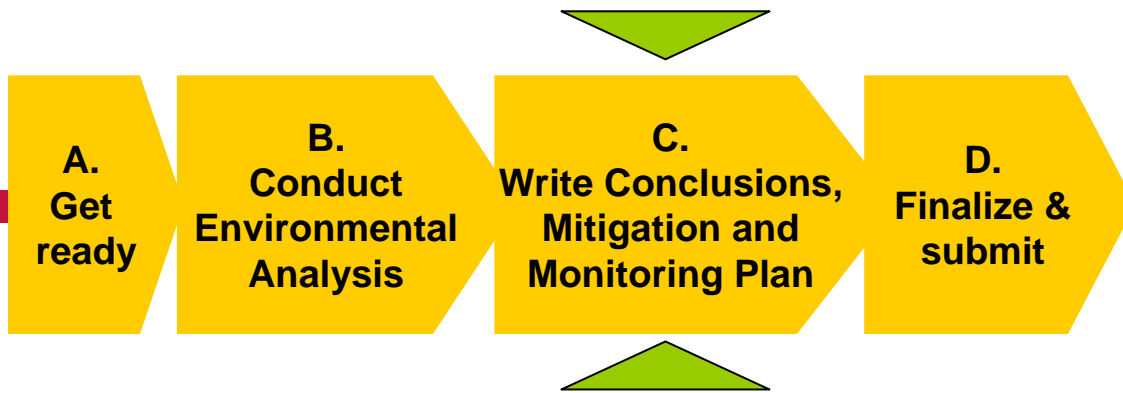 A.
Get
ready
B.
Conduct
Environmental
Analysis
C.
Write Conclusions,
Mitigation and
Monitoring Plan
D.
Finalize &
submit